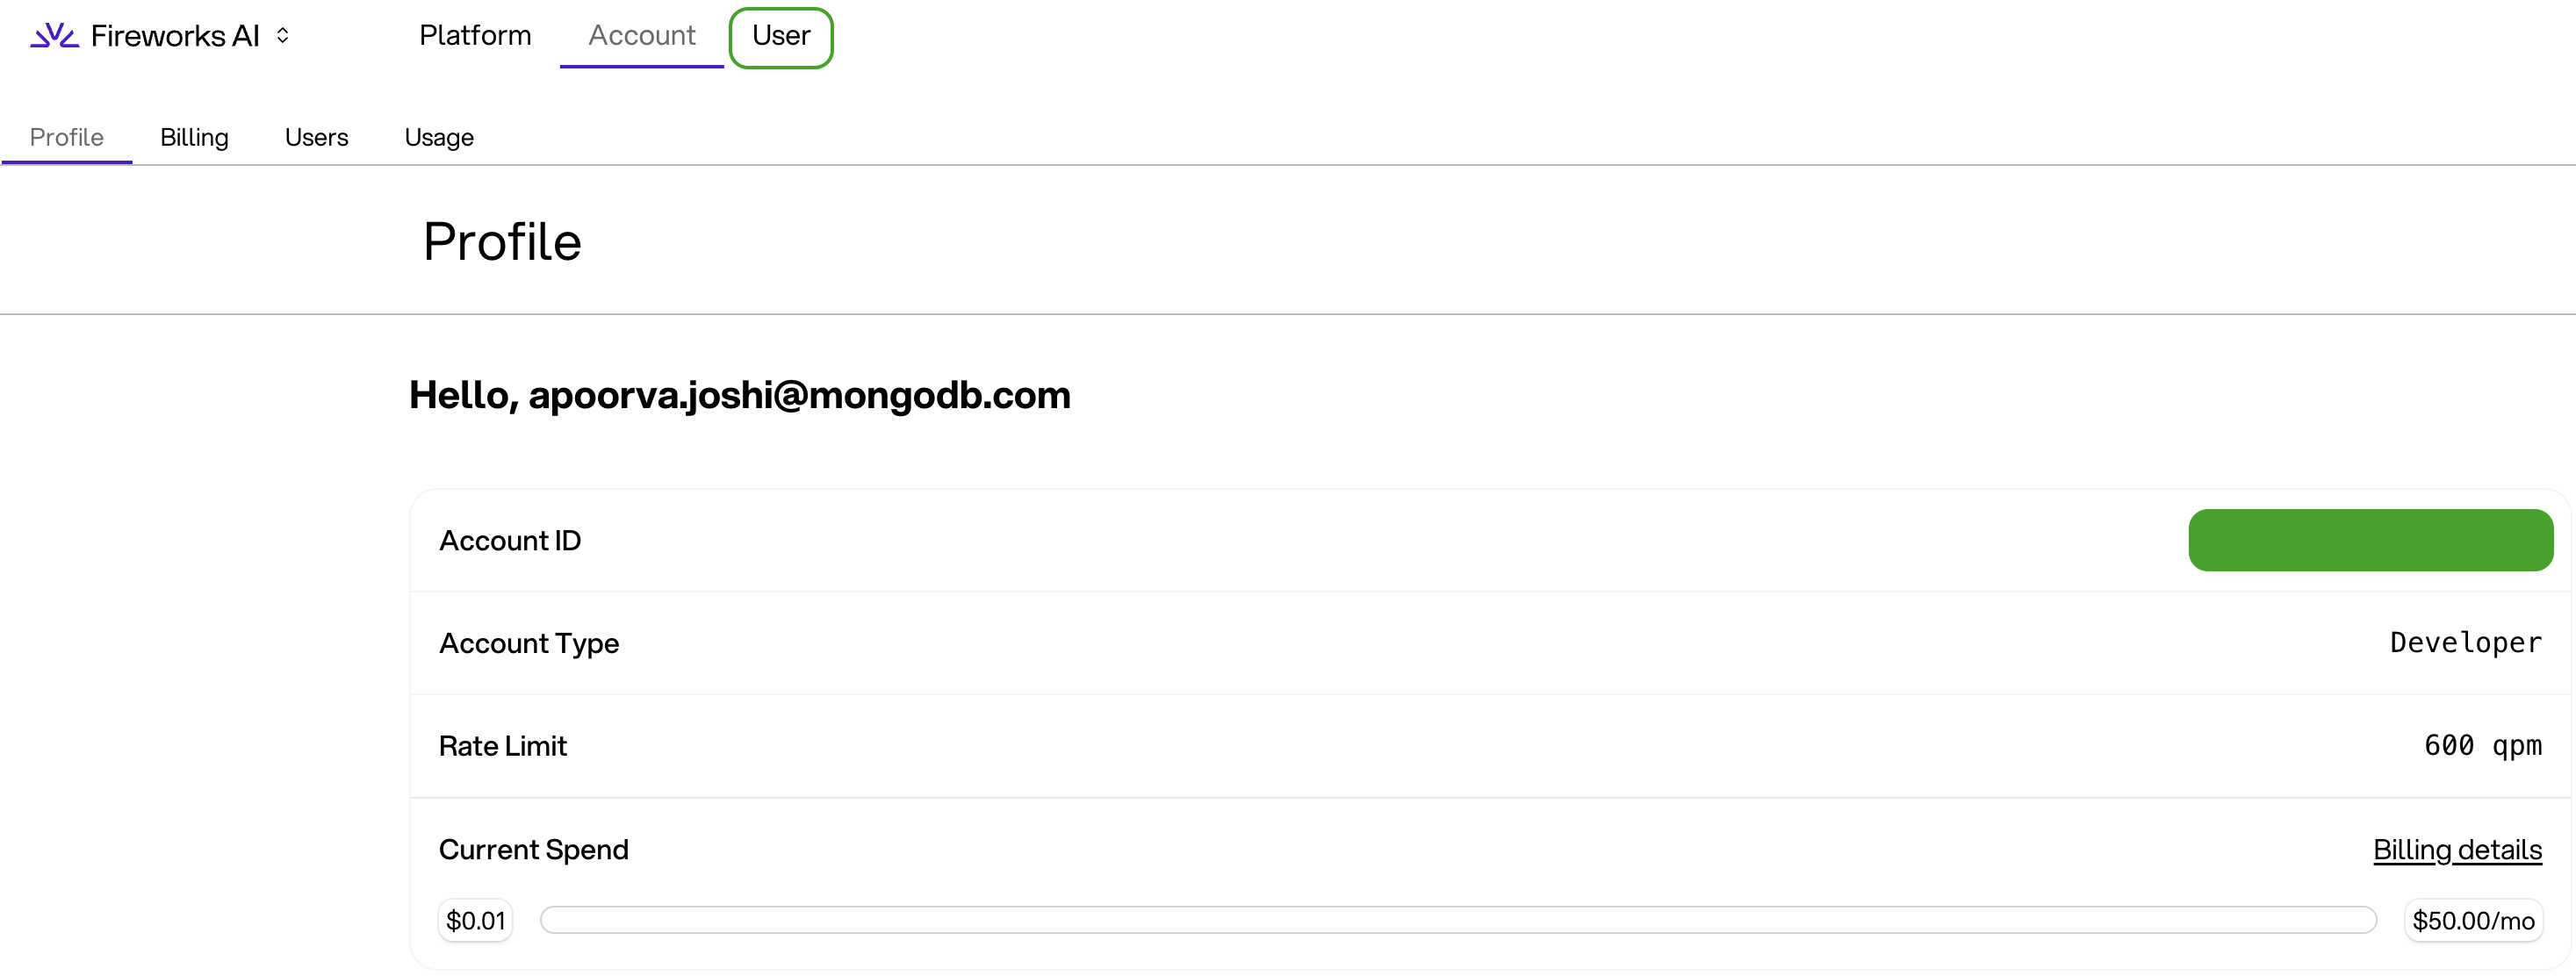 Fireworks AI Platform Account User
Profile Billing Users Usage
Profile
Hello, apoorva.joshi@mongodb.com
Account ID
Account Type Developer
Rate Limit 600 qpm
Current Spend Billing details
$0.01 $50.00/mo